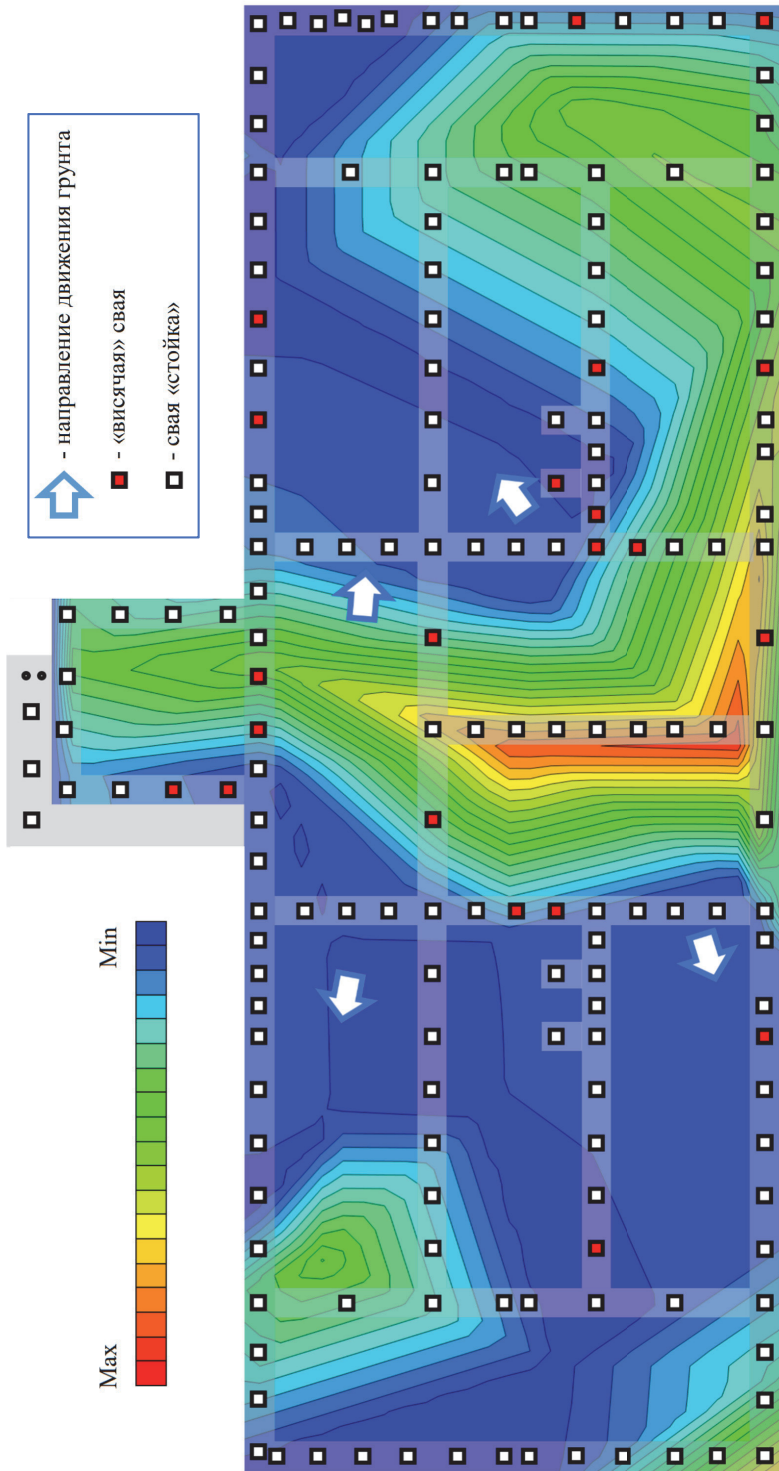 - направление движения грунта
- «висячая» свая
- свая «стойка»
Max
Min